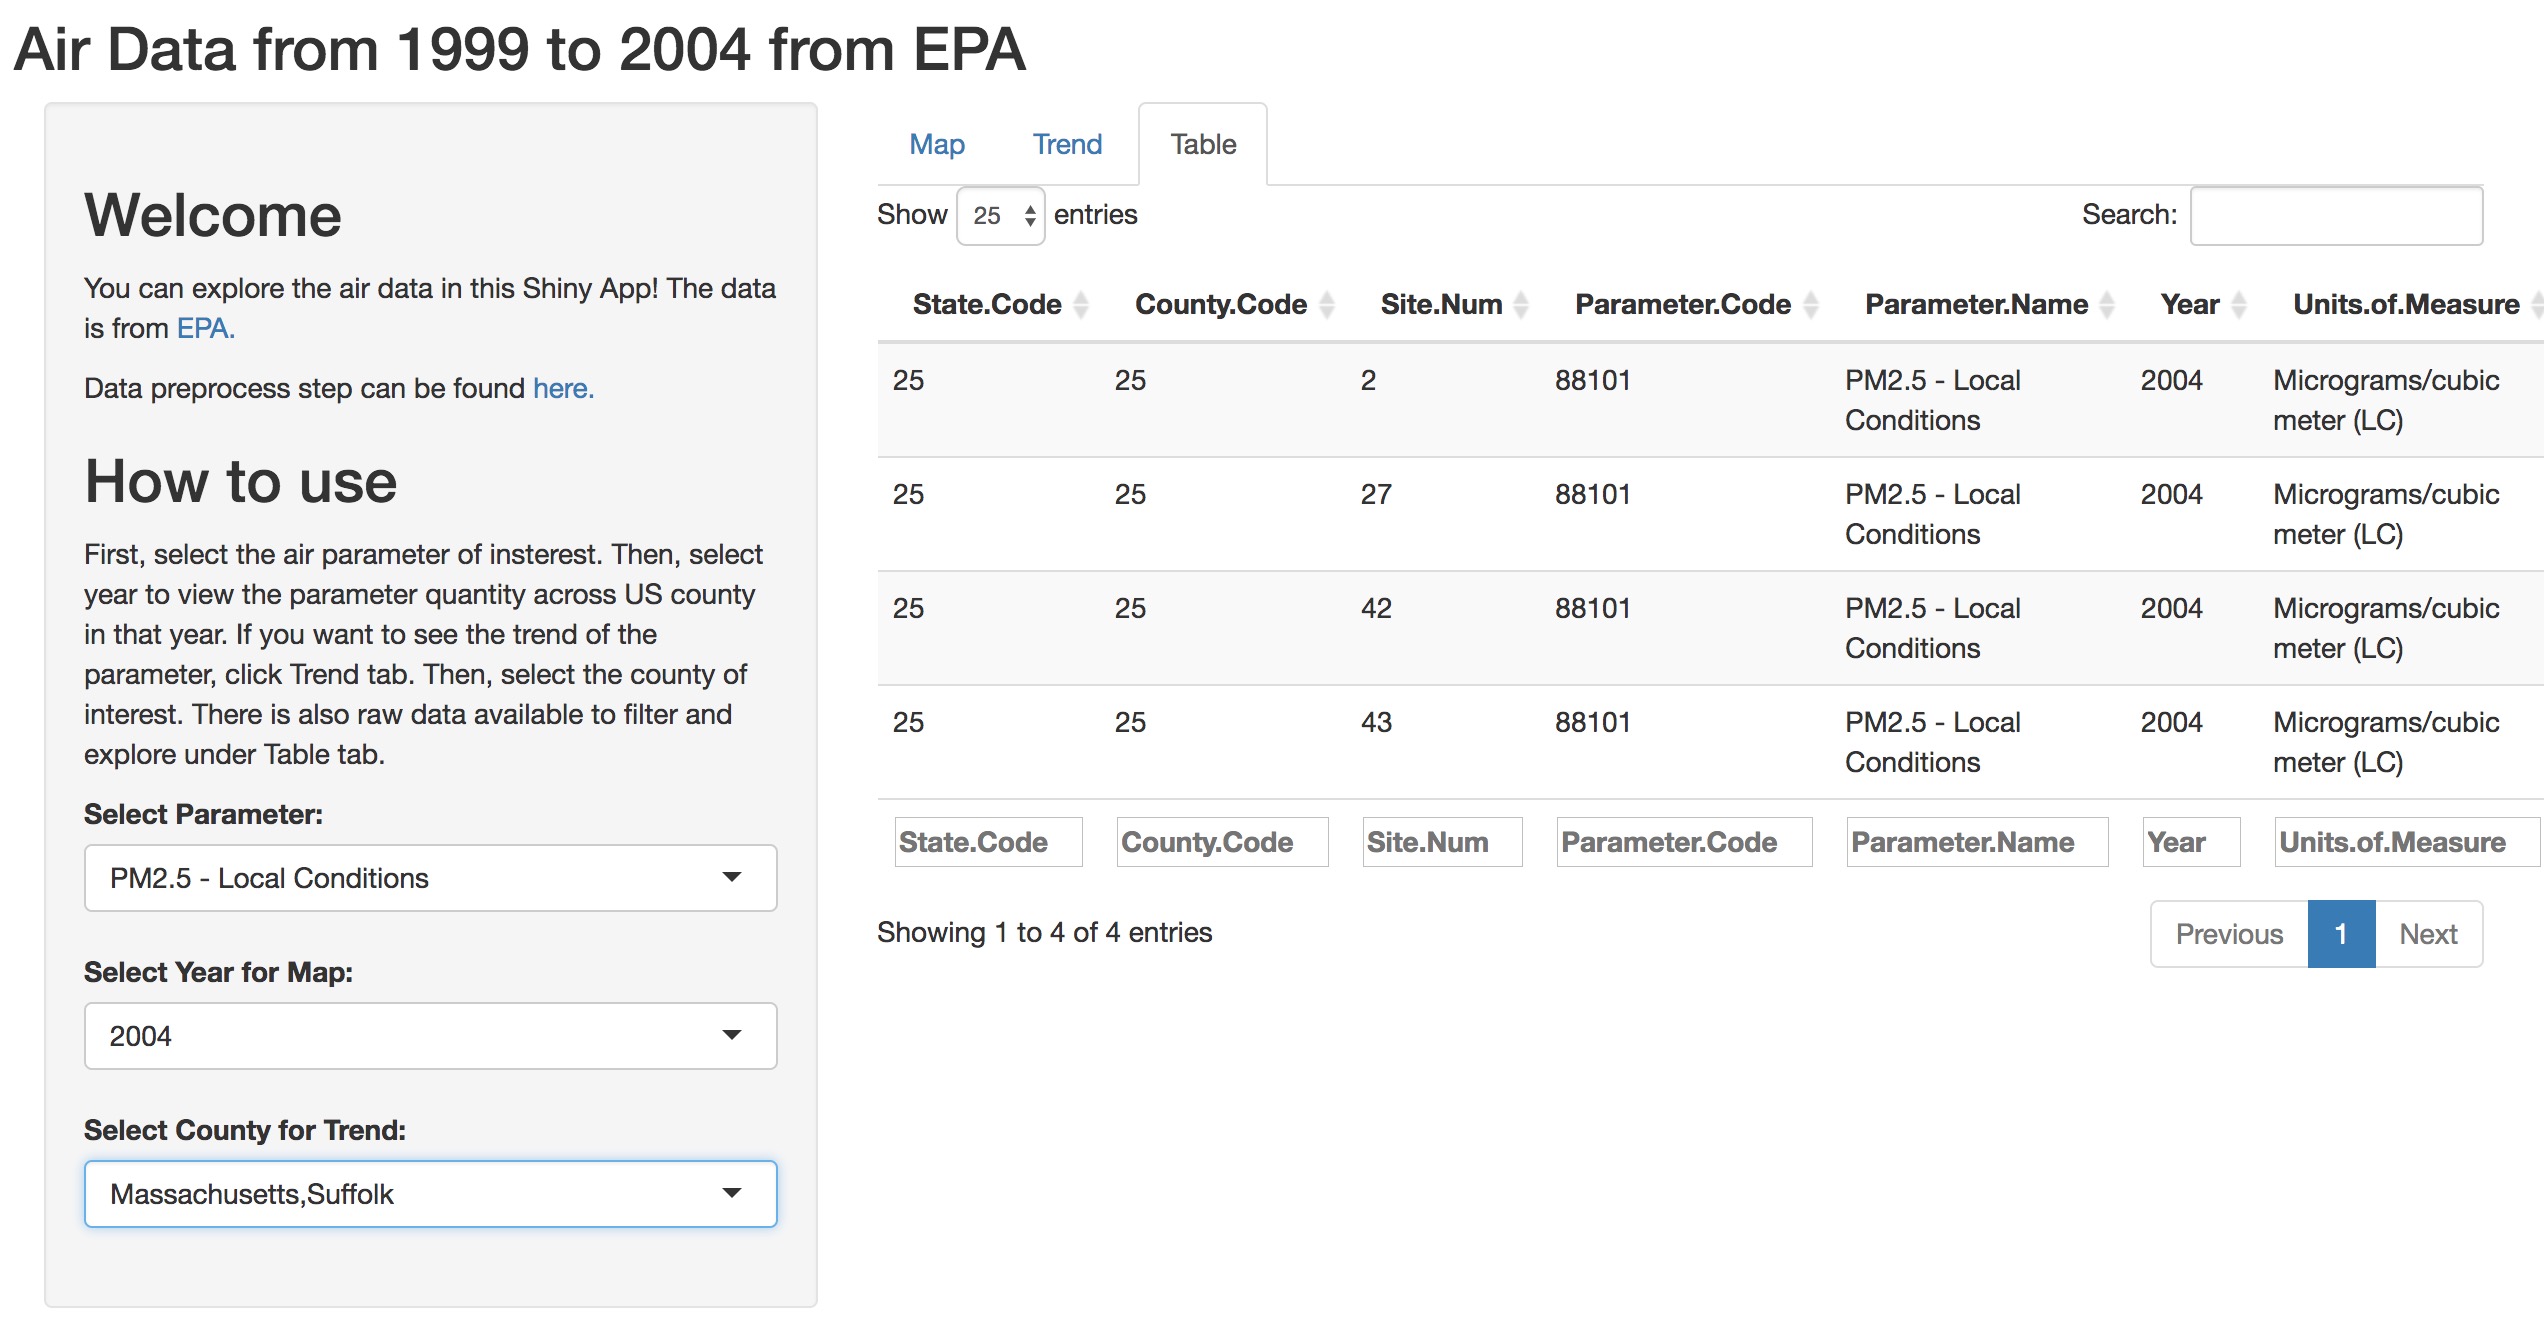 Air Data from 1999 to 2004 from EPA
Welcome
You can explore the air data in this Shiny App! The data
is from EPA.
Data preprocess step can be found here.
How to use
First, select the air parameter of insterest. Then, select
year to view the parameter quantity across US county
in that year. If you want to see the trend of the
parameter, click Trend tab. Then, select the county of
interest. There is also raw data available to filter and
explore under Table tab.
Select Parameter:
PM2.5 - Local Conditions
Select Year for Map:
2004
Select County for Trend:
Massachusetts,Suffolk
Map Trend Table
Show 25 entries Search:
State.Code County.Code Site.Num Parameter.Code Parameter.Name Year Units.of.Measure
25 25 2 88101 PM2.5 - Local 2004 Micrograms/cubic
Conditions meter (LC)
25 25 27 88101 PM2.5 - Local 2004 Micrograms/cubic
Conditions meter (LC)
25 25 42 88101 PM2.5 - Local 2004 Micrograms/cubic
Conditions meter (LC)
25 25 43 88101 PM2.5 - Local 2004 Micrograms/cubic
Conditions meter (LC)
State.Code County.Code Site.Num Parameter.Code Parameter.Name Year Units.of.Measure
Showing 1 to 4 of 4 entries Previous 1 Next